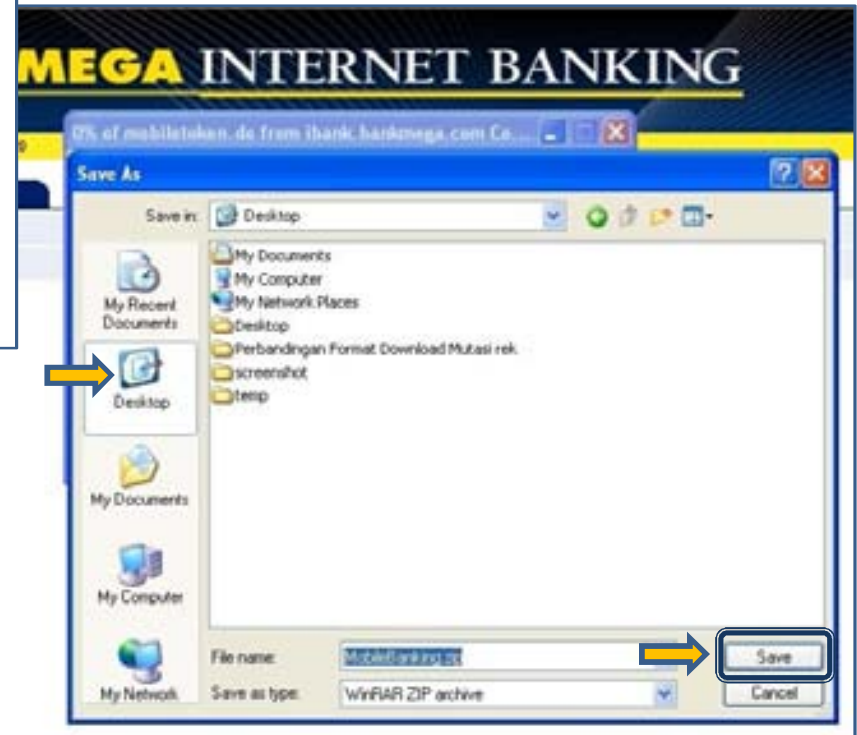 MEGA INTERNET BANKING
0% of mobiletoken.do from ibank.bankmega.com Co...
Save As
Save in: Desktop
My Documents
My Computer
My Network Places
Desktop
Perbandingan Format Download Mutasi rek
screenshot
temp
My Recent
Documents
Desktop
My Documents
My Computer
My Network
File name: MobileBanking.zip
Save
Save as type: WinRAR ZIP archive
Cancel